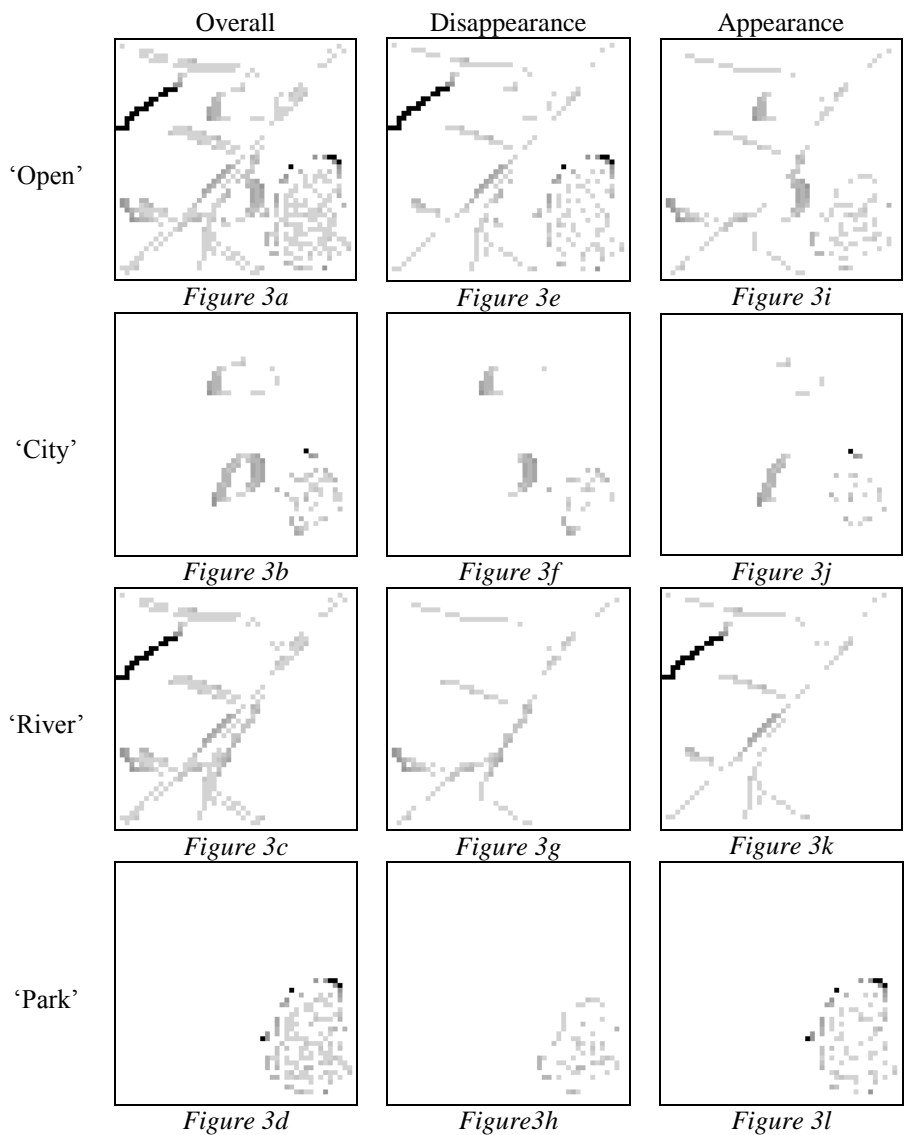 Overall Disappearance Appearance
‘Open’
Figure 3a Figure 3e Figure 3i
‘City’
Figure 3b Figure 3f Figure 3j
‘River’
Figure 3c Figure 3g Figure 3k
‘Park’
Figure 3d Figure3h Figure 3l